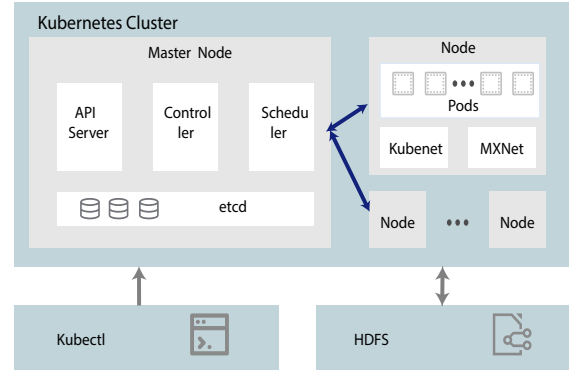 Kubernetes Cluster
Master Node
API
Server
Control
ler
Schedu
ler
etcd
Node
Pods
Kubenet
MXNet
Node
Node
Kubectl
HDFS